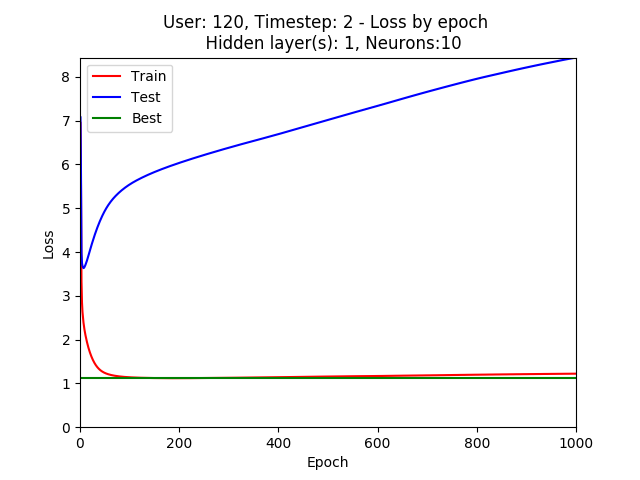 User: 120, Timestep: 2 - Loss by epoch
Hidden layer(s): 1, Neurons:10
Train
Test
Best
8
7
6
5
4
3
2
1
0
Loss
0 200 400 600 800 1000
Epoch